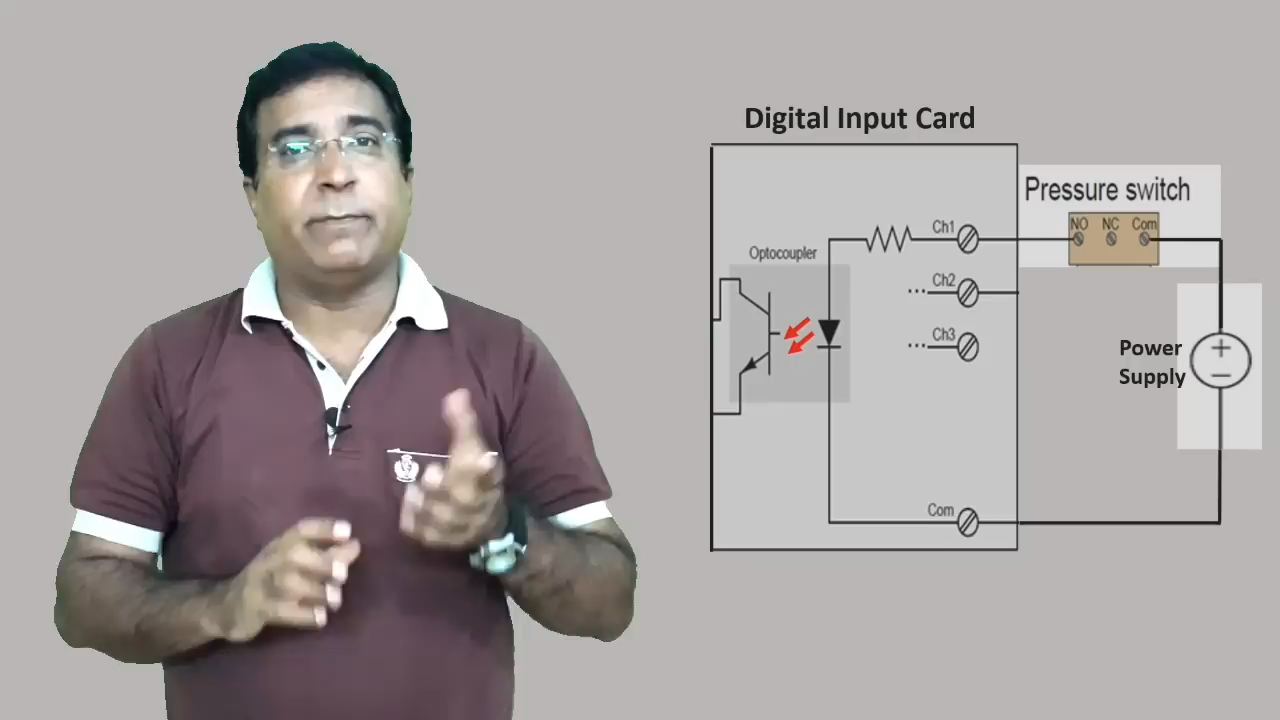 Digital Input Card
Pressure switch
NO NC Com
Ch1
Optocoupler
Ch2
Ch3
Power
Supply
Com